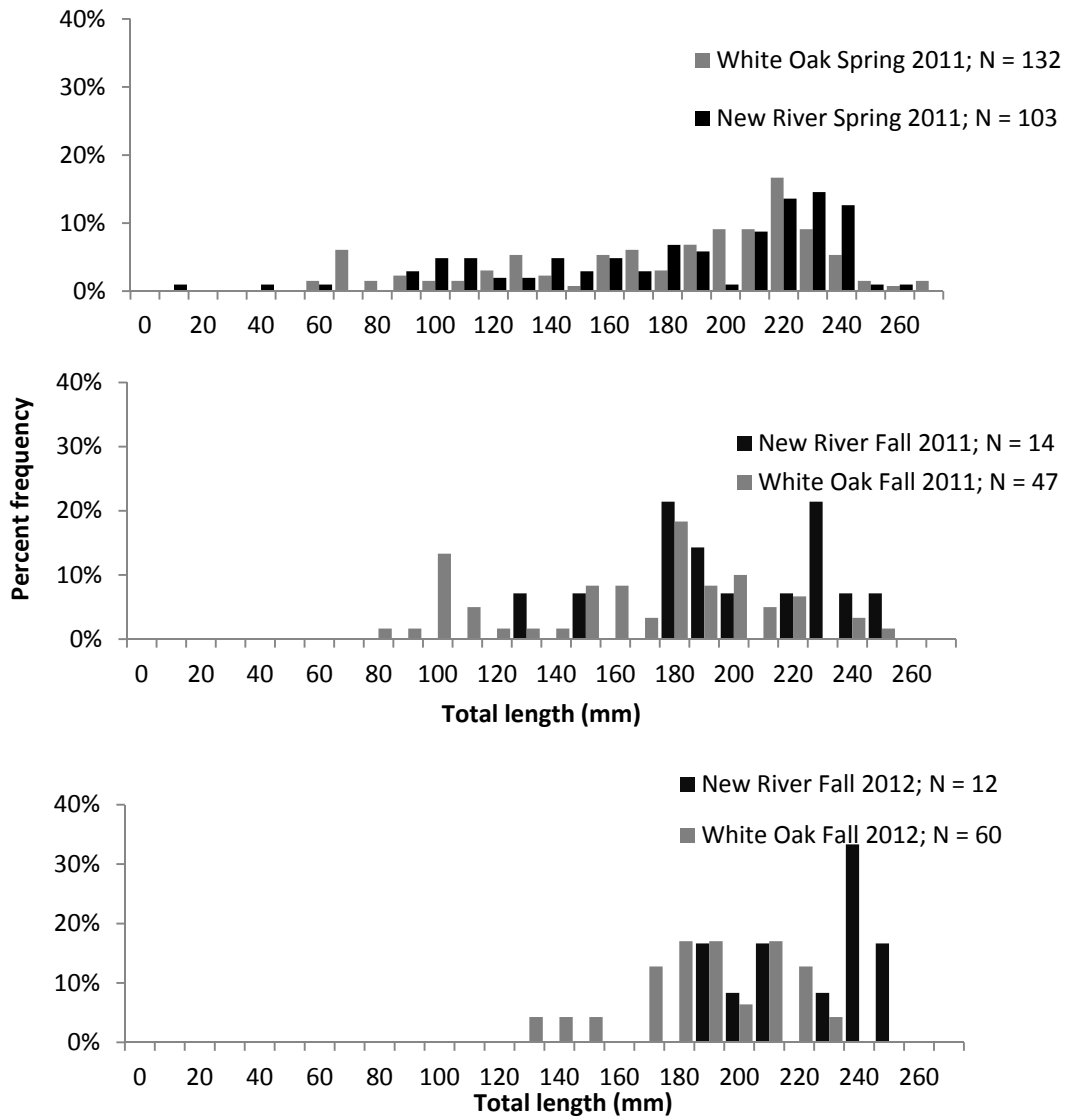 40%
30%
20%
10%
0%
White Oak Spring 2011; N = 132
New River Spring 2011; N = 103
0 20 40 60 80 100 120 140 160 180 200 220 240 260
Percent frequency
40%
30%
20%
10%
0%
New River Fall 2011; N = 14
White Oak Fall 2011; N = 47
0 20 40 60 80 100 120 140 160 180 200 220 240 260
Total length (mm)
40%
30%
20%
10%
0%
New River Fall 2012; N = 12
White Oak Fall 2012; N = 60
0 20 40 60 80 100 120 140 160 180 200 220 240 260
Total length (mm)